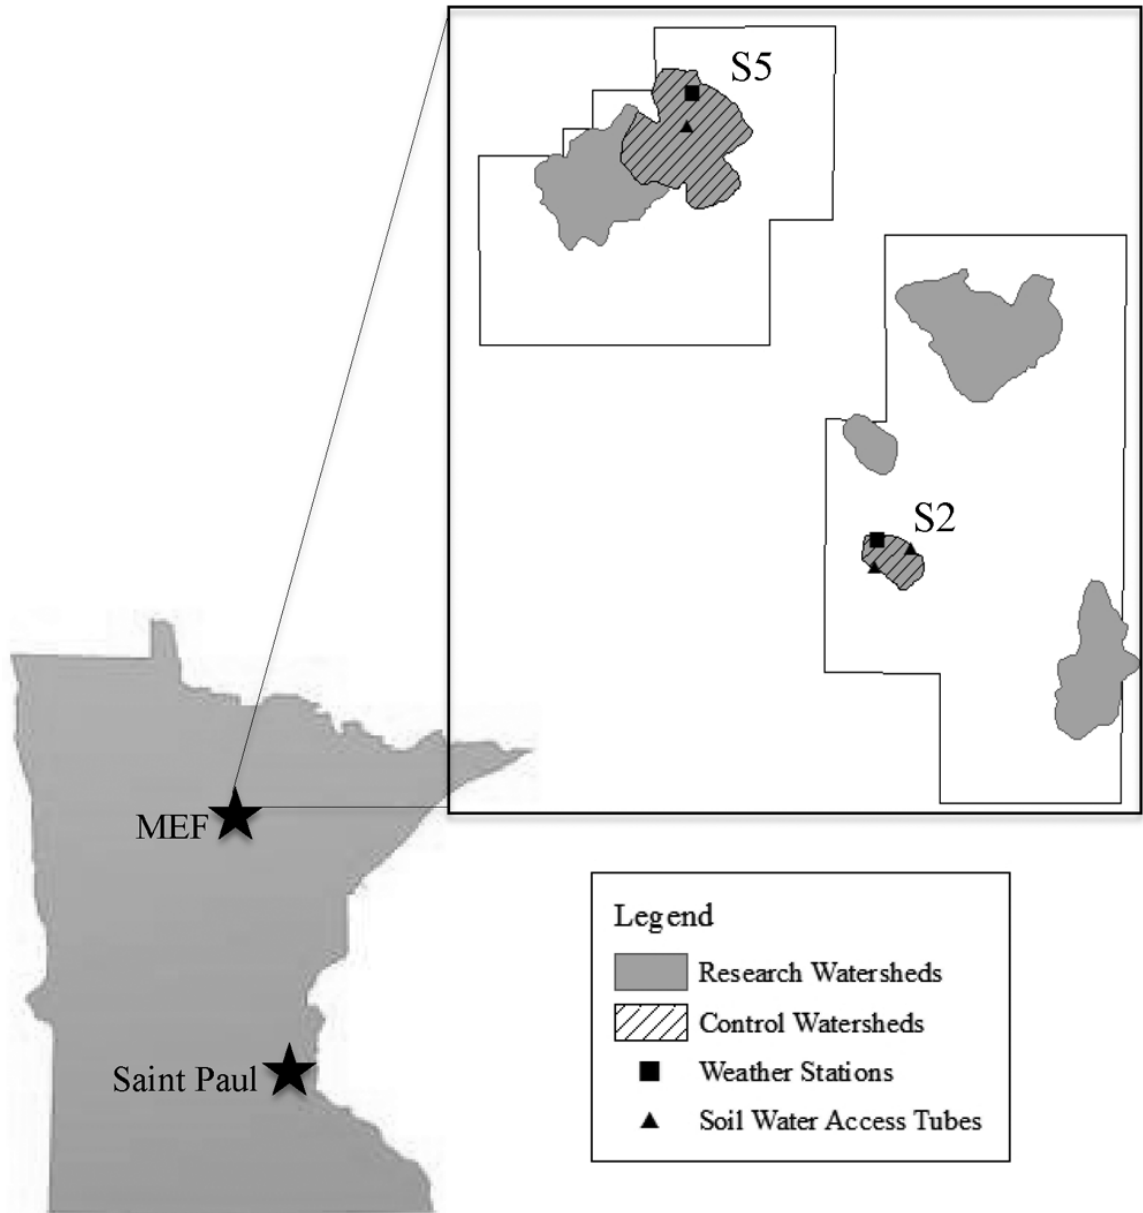 S5
S2
MEF
Saint Paul
Legend
Research Watersheds
Control Watersheds
Weather Stations
Soil Water Access Tubes